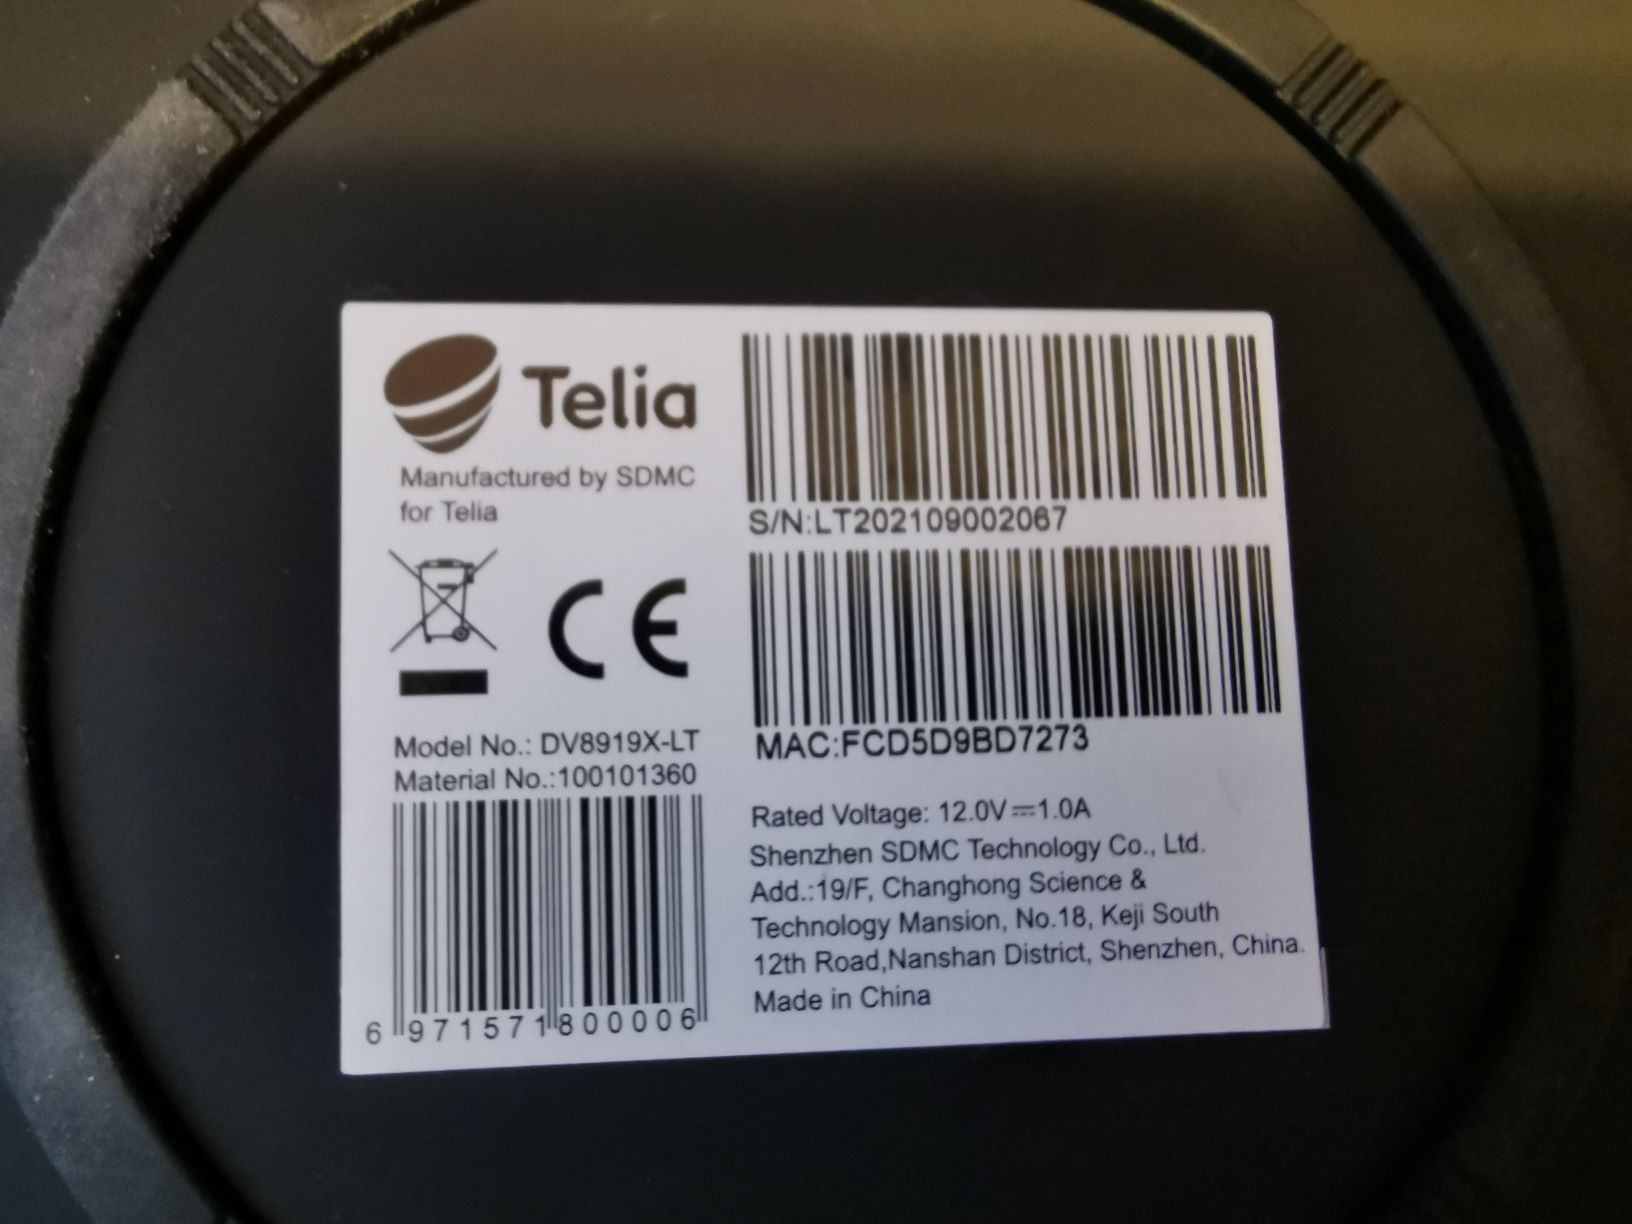 Telia
Manufactured by SDMC
for Telia
CE
Model No.: DV8919X-LT
Material No.:100101360
6 971571 800006
S/N:LT202109002067
MAC:FCD5D9BD7273
Rated Voltage: 12.0V⎓1.0A
Shenzhen SDMC Technology Co., Ltd.
Add.:19/F, Changhong Science &
Technology Mansion, No.18, Keji South
12th Road,Nanshan District, Shenzhen, China.
Made in China